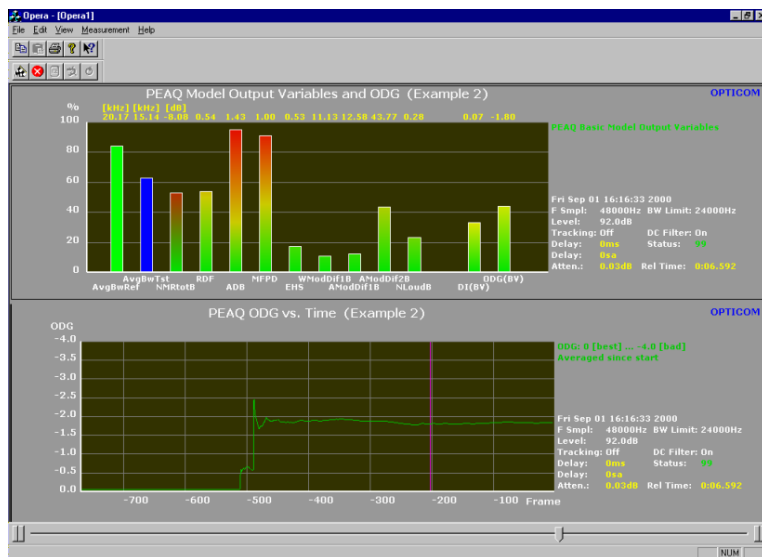 Opera - [Opera1]
File Edit View Measurement Help
PEAQ Model Output Variables and ODG (Example 2)
OPTICOM
% [kHz] [kHz] [dB]
20.17 15.14 -8.08 0.54 1.43 1.00 0.53 11.13 12.58 43.77 0.28 0.07 -1.80
100
80
60
40
20
0
AvgBwTst RDF MFPD WModDif1B AModDif2B ODG(BV)
AvgBwRef NMRtotB ADB EHS AModDif1B NLoudB DI(BV)
PEAQ Basic Model Output Variables
Fri Sep 01 16:16:33 2000
F Smpl: 48000Hz BW Limit: 24000Hz
Level: 92.0dB
Tracking: Off DC Filter: On
Delay: 0ms Status: 99
Delay: 0sa
Atten.: 0.03dB Rel Time: 0:06.592
PEAQ ODG vs. Time (Example 2)
OPTICOM
ODG
-4.0
-3.5
-3.0
-2.5
-2.0
-1.5
-1.0
-0.5
0.0
-700 -600 -500 -400 -300 -200 -100 Frame
ODG: 0 [best] ... -4.0 [bad]
Averaged since start
Fri Sep 01 16:16:33 2000
F Smpl: 48000Hz BW Limit: 24000Hz
Level: 92.0dB
Tracking: Off DC Filter: On
Delay: 0ms Status: 99
Delay: 0sa
Atten.: 0.03dB Rel Time: 0:06.592
NUM